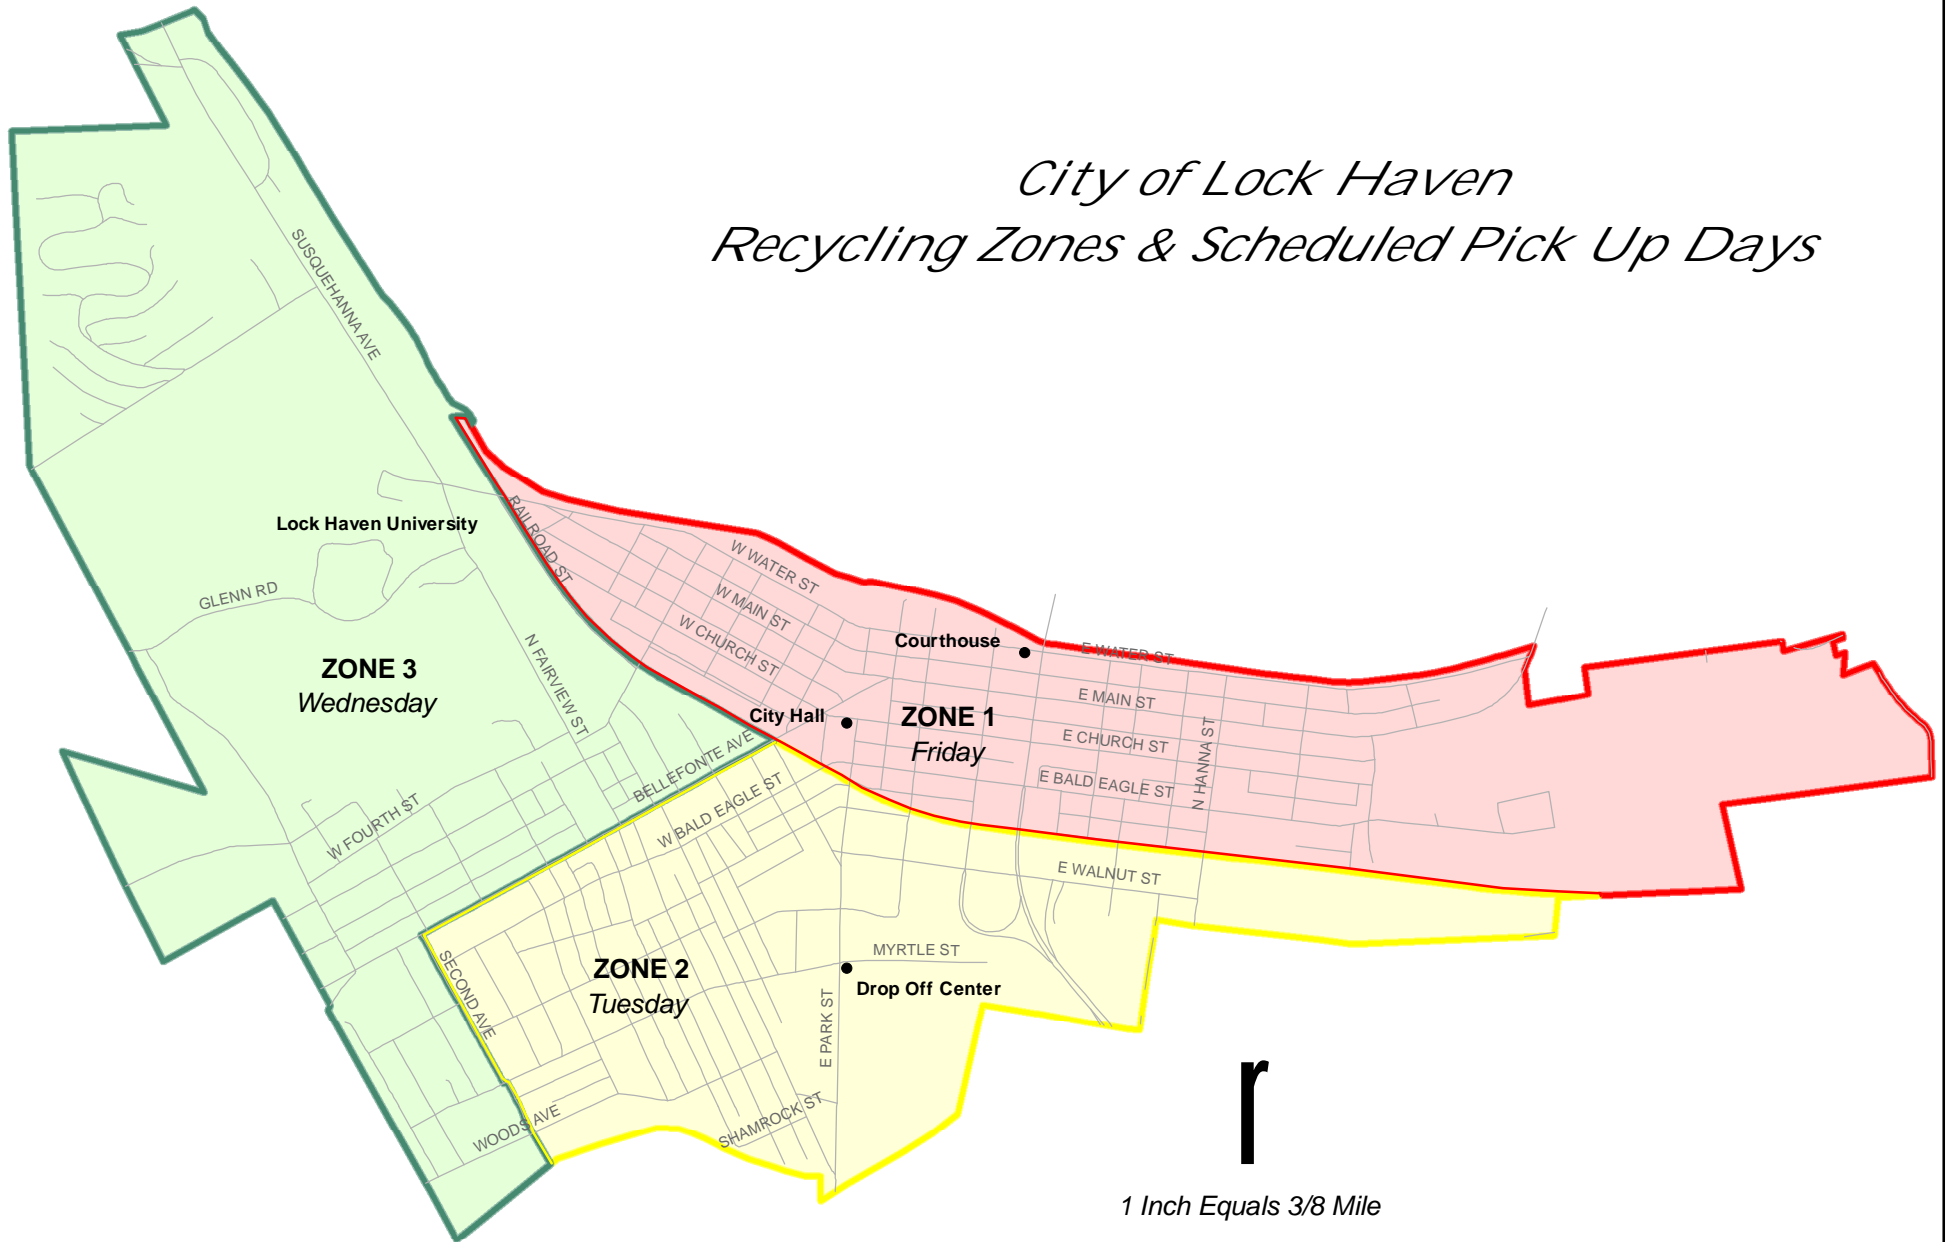 City of Lock Haven
Recycling Zones & Scheduled Pick Up Days
SUSQUEHANNA AVE
Lock Haven University
RAILROAD ST
GLENN RD
W WATER ST
W MAIN ST
W CHURCH ST
N FAIRVIEW ST
Courthouse
E WATER ST
ZONE 3
Wednesday
E MAIN ST
City Hall
ZONE 1
Friday
E CHURCH ST
N HANNA ST
BELLEFONTE AVE
E BALD EAGLE ST
W BALD EAGLE ST
W FOURTH ST
E WALNUT ST
SECOND AVE
ZONE 2
Tuesday
MYRTLE ST
Drop Off Center
E PARK ST
SHAMROCK ST
WOODS AVE
r
1 Inch Equals 3/8 Mile